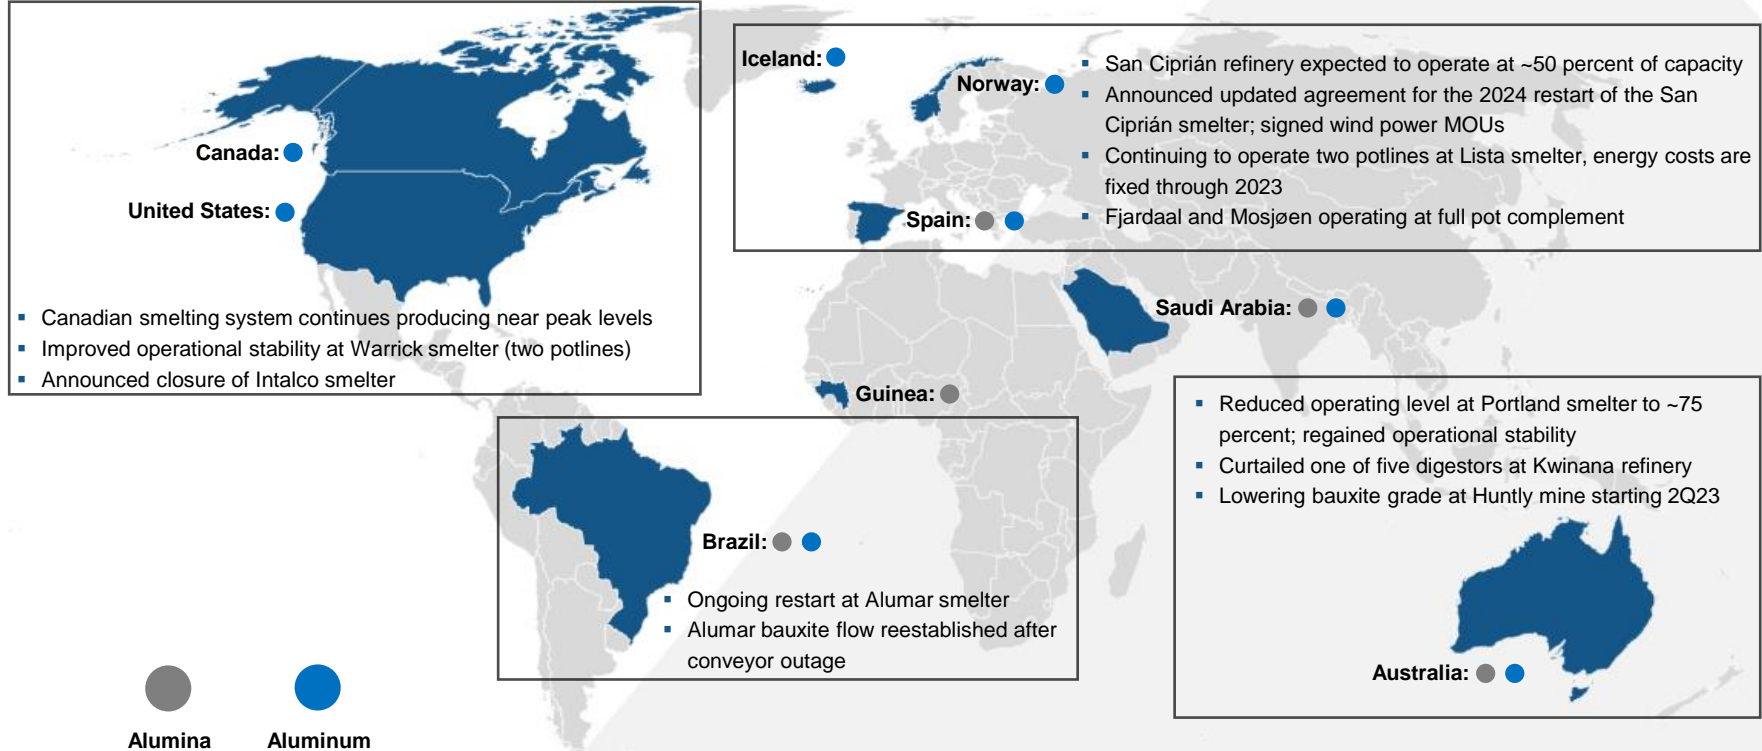 Canada:
United States:
▪ Canadian smelting system continues producing near peak levels
▪ Improved operational stability at Warrick smelter (two potlines)
▪ Announced closure of Intalco smelter
Iceland:
Norway:
Spain:
▪ San Ciprián refinery expected to operate at ~50 percent of capacity
▪ Announced updated agreement for the 2024 restart of the San
Ciprián smelter; signed wind power MOUs
▪ Continuing to operate two potlines at Lista smelter, energy costs are
fixed through 2023
▪ Fjardaal and Mosjøen operating at full pot complement
Saudi Arabia:
Guinea:
Brazil:
▪ Ongoing restart at Alumar smelter
▪ Alumar bauxite flow reestablished after
conveyor outage
▪ Reduced operating level at Portland smelter to ~75
percent; regained operational stability
▪ Curtailed one of five digestors at Kwinana refinery
▪ Lowering bauxite grade at Huntly mine starting 2Q23
Australia:
Alumina
Aluminum